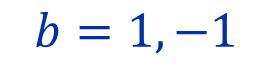 b = 1, −1